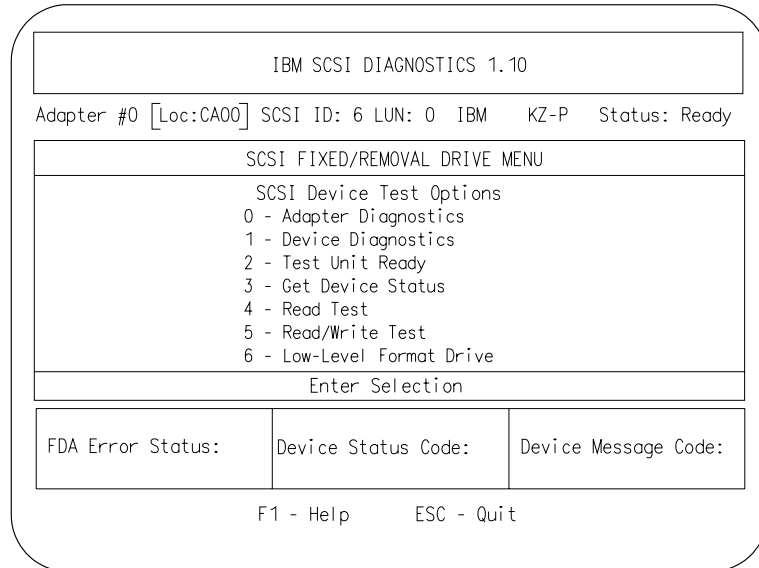 IBM SCSI DIAGNOSTICS 1.10
Adapter #0 [Loc:CA00] SCSI ID: 6 LUN: 0 IBM KZ-P Status: Ready
SCSI FIXED/REMOVAL DRIVE MENU
SCSI Device Test Options
0 - Adapter Diagnostics
1 - Device Diagnostics
2 - Test Unit Ready
3 - Get Device Status
4 - Read Test
5 - Read/Write Test
6 - Low-Level Format Drive
Enter Selection
FDA Error Status: Device Status Code: Device Message Code:
F1 - Help ESC - Quit